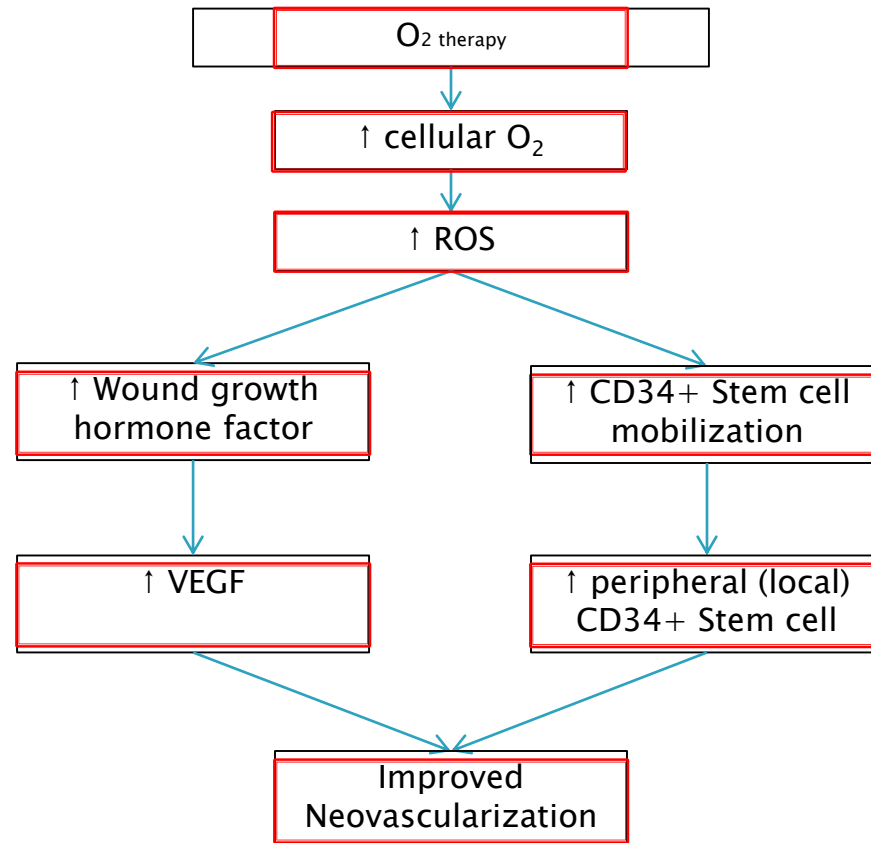 O2 therapy
↑ cellular O₂
↑ ROS
↑ Wound growth
hormone factor
↑ CD34+ Stem cell
mobilization
↑ VEGF
↑ peripheral (local)
CD34+ Stem cell
Improved
Neovascularization